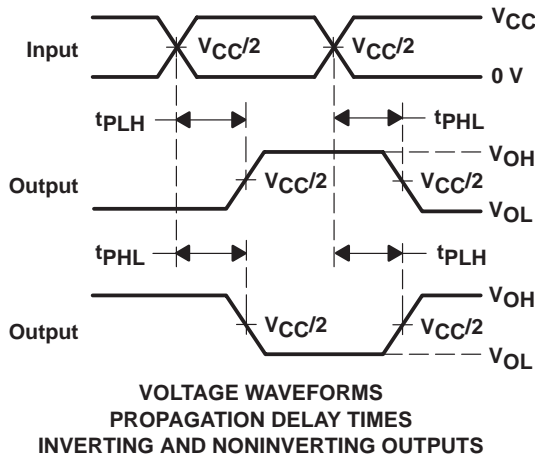 VCC
Input VCC/2 VCC/2
0 V
tPLH tPHL
VOH
Output VCC/2 VCC/2
VOL
tPHL tPLH
VOH
Output VCC/2 VCC/2
VOL
VOLTAGE WAVEFORMS
PROPAGATION DELAY TIMES
INVERTING AND NONINVERTING OUTPUTS